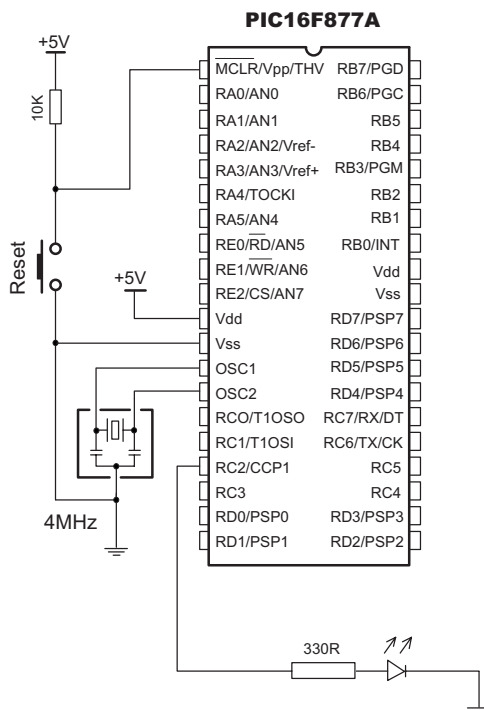 PIC16F877A
+5V
10K
Reset
+5V
4MHz
MCLR/Vpp/THV RB7/PGD
RA0/AN0 RB6/PGC
RA1/AN1 RB5
RA2/AN2/Vref- RB4
RA3/AN3/Vref+ RB3/PGM
RA4/TOCKI RB2
RA5/AN4 RB1
RE0/RD/AN5 RB0/INT
RE1/WR/AN6 Vdd
RE2/CS/AN7 Vss
Vdd RD7/PSP7
Vss RD6/PSP6
OSC1 RD5/PSP5
OSC2 RD4/PSP4
RCO/T1OSO RC7/RX/DT
RC1/T1OSI RC6/TX/CK
RC2/CCP1 RC5
RC3 RC4
RD0/PSP0 RD3/PSP3
RD1/PSP1 RD2/PSP2
330R